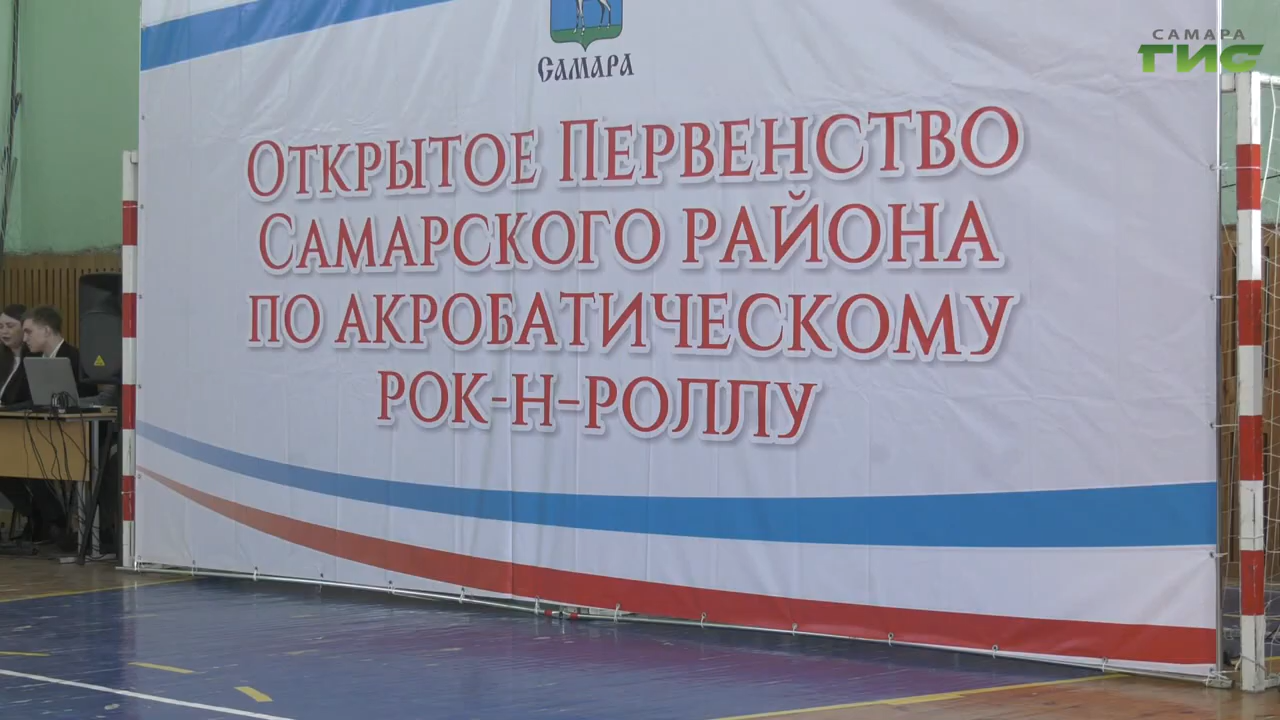 САМАРА
ГИС
САМАРА
ОТКРЫТОЕ ПЕРВЕНСТВО
САМАРСКОГО РАЙОНА
ПО АКРОБАТИЧЕСКОМУ
РОК-Н-РОЛЛУ